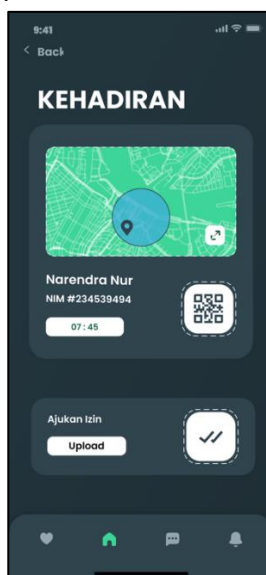 9:41
Back
KEHADIRAN
Narendra Nur
NIM #234539494
07:45
Ajukan Izin
Upload